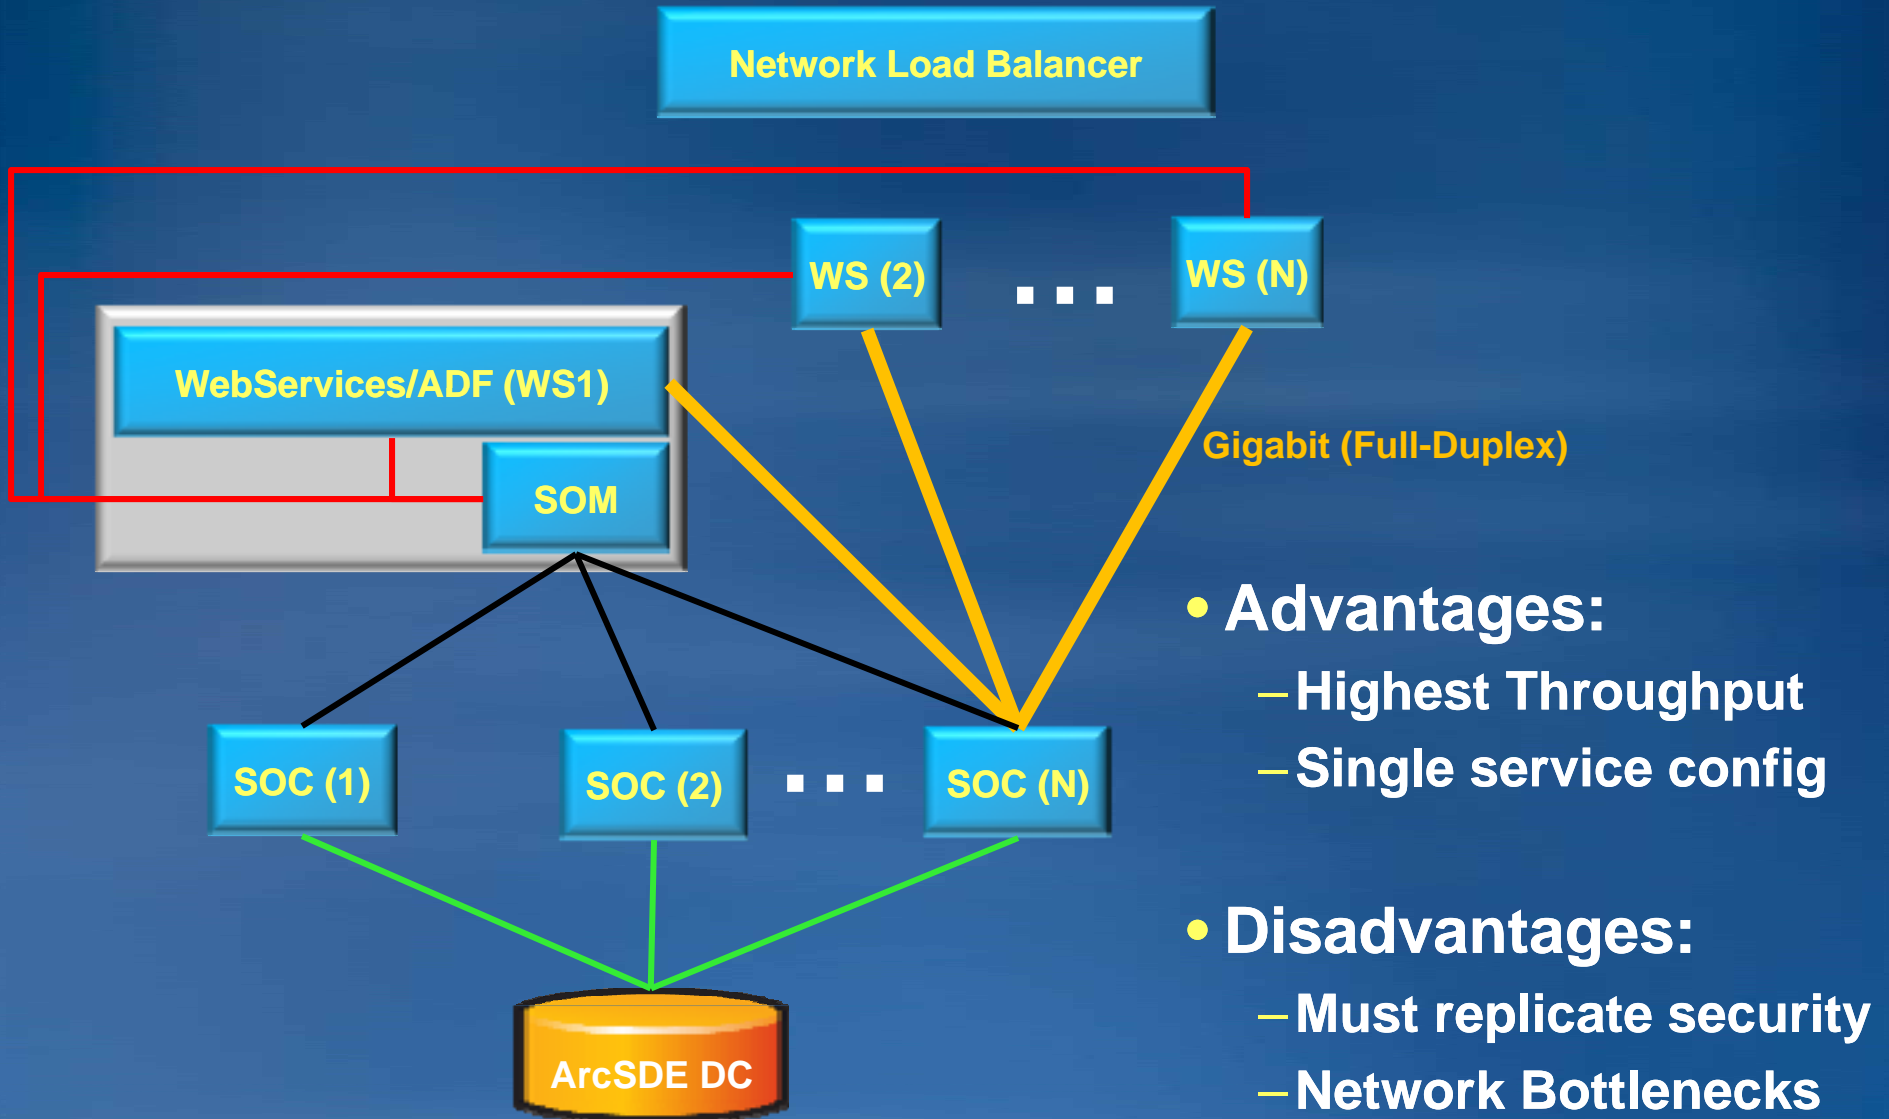 Network Load Balancer
WS (2)
...
WS (N)
WebServices/ADF (WS1)
SOM
Gigabit (Full-Duplex)
SOC (1)
SOC (2)
...
SOC (N)
ArcSDE DC
• Advantages:
– Highest Throughput
– Single service config
• Disadvantages:
– Must replicate security
– Network Bottlenecks